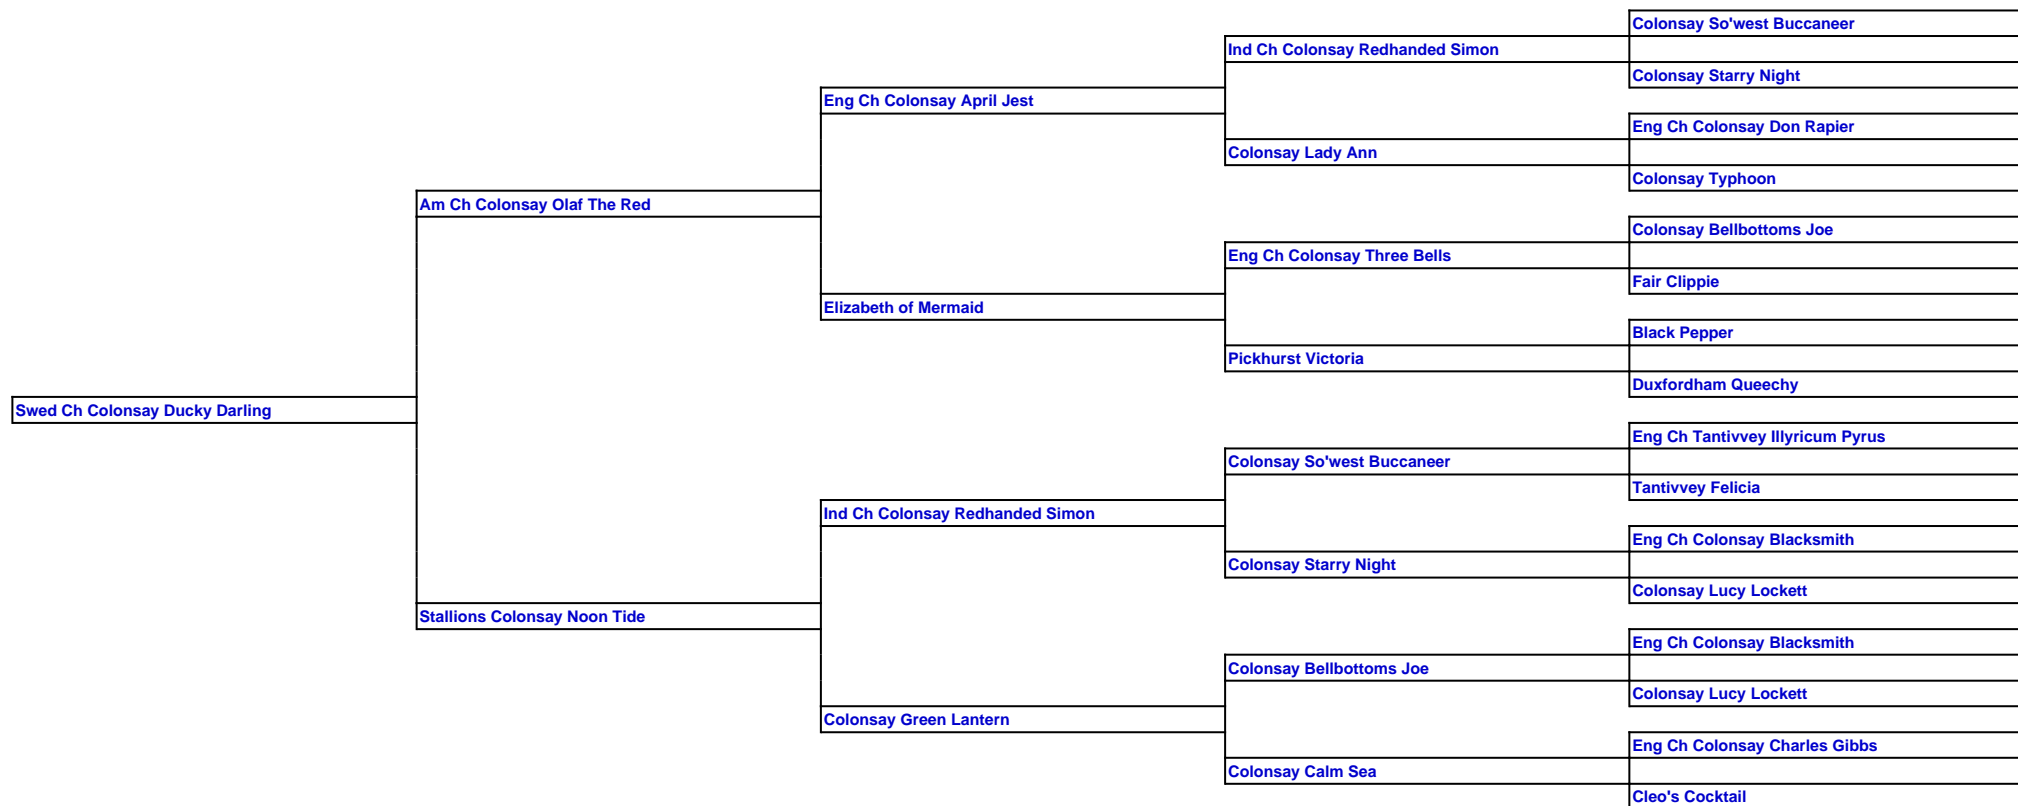 Colonsay So'west Buccaneer
Ind Ch Colonsay Redhanded Simon
Colonsay Starry Night
Eng Ch Colonsay April Jest
Eng Ch Colonsay Don Rapier
Colonsay Lady Ann
Colonsay Typhoon
Am Ch Colonsay Olaf The Red
Colonsay Bellbottoms Joe
Eng Ch Colonsay Three Bells
Fair Clippie
Elizabeth of Mermaid
Black Pepper
Pickhurst Victoria
Duxfordham Queechy
Swed Ch Colonsay Ducky Darling
Eng Ch Tantivvey Illyricum Pyrus
Colonsay So'west Buccaneer
Tantivvey Felicia
Ind Ch Colonsay Redhanded Simon
Eng Ch Colonsay Blacksmith
Colonsay Starry Night
Colonsay Lucy Lockett
Stallions Colonsay Noon Tide
Eng Ch Colonsay Blacksmith
Colonsay Bellbottoms Joe
Colonsay Lucy Lockett
Colonsay Green Lantern
Eng Ch Colonsay Charles Gibbs
Colonsay Calm Sea
Cleo's Cocktail